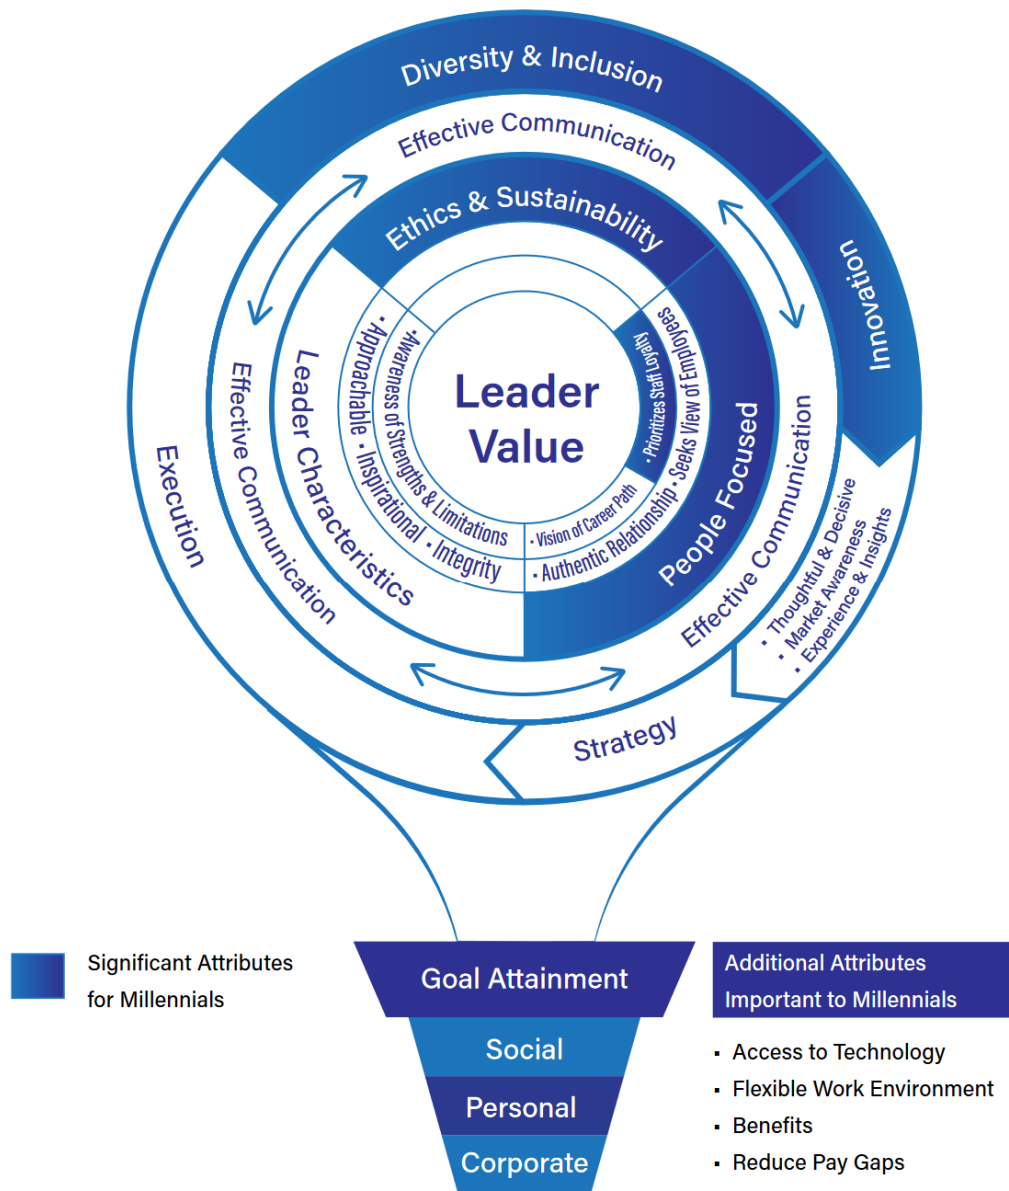 Diversity & Inclusion
Effective Communication
Ethics & Sustainability
Innovation
Execution
Effective Communication
Leader Characteristics
▪ Approachable ▪ Inspirational ▪ Integrity
▪ Awareness of Strengths & Limitations
Leader
Value
▪ Prioritizes Staff Loyalty
▪ Vision of Career Path
▪ Authentic Relationship ▪ Seeks View of Employees
People Focused
Effective Communication
▪ Thoughtful & Decisive
▪ Market Awareness
▪ Experience & Insights
Strategy
Significant Attributes
for Millennials
Goal Attainment
Social
Personal
Corporate
Additional Attributes
Important to Millennials
▪ Access to Technology
▪ Flexible Work Environment
▪ Benefits
▪ Reduce Pay Gaps